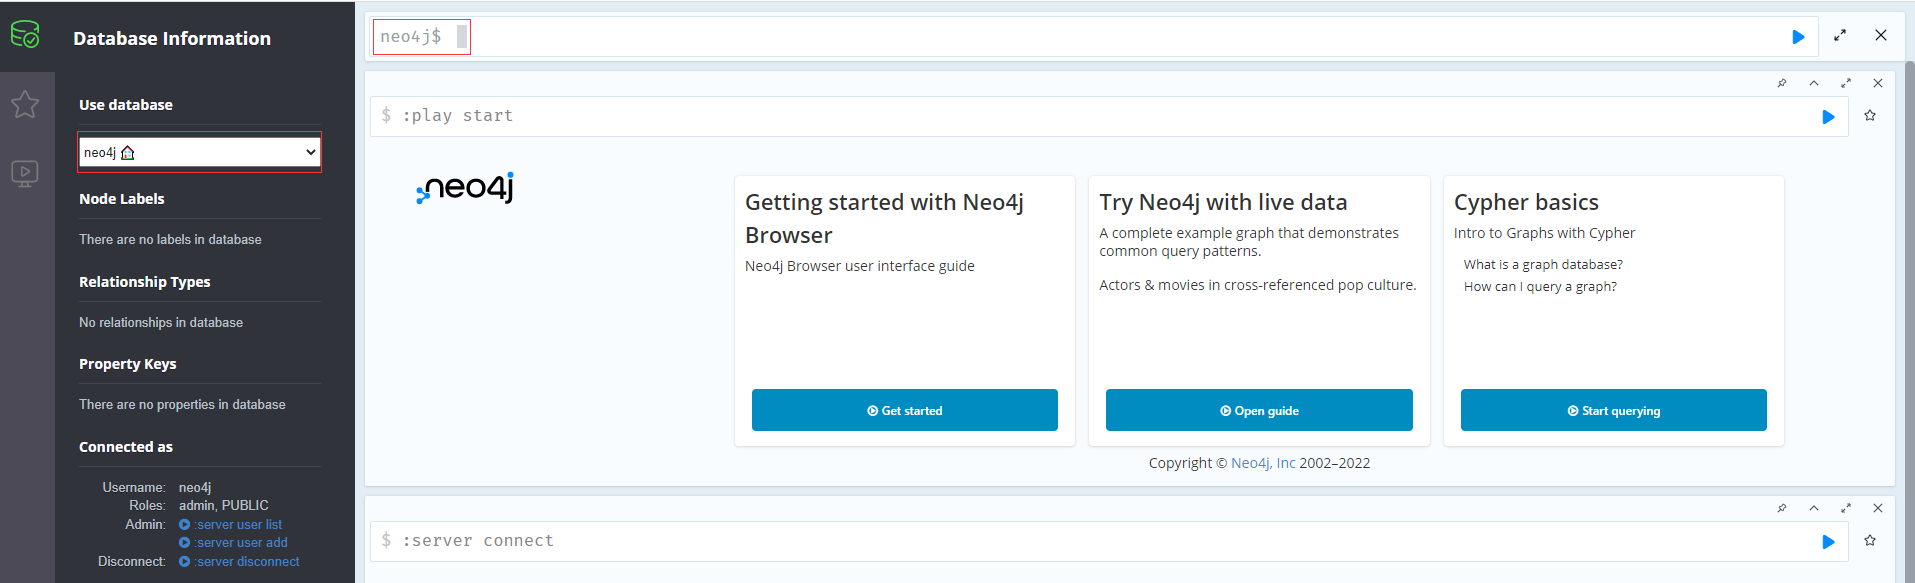 Database Information
Use database
neo4j
Node Labels
There are no labels in database
Relationship Types
No relationships in database
Property Keys
There are no properties in database
Connected as
Username: neo4j
Roles: admin, PUBLIC
Admin: :server user list
:server user add
Disconnect: :server disconnect
neo4j$
$ :play start
neo4j
Getting started with Neo4j
Browser
Neo4j Browser user interface guide
Get started
Try Neo4j with live data
A complete example graph that demonstrates
common query patterns.
Actors & movies in cross-referenced pop culture.
Open guide
Cypher basics
Intro to Graphs with Cypher
What is a graph database?
How can I query a graph?
Start querying
Copyright © Neo4j, Inc 2002–2022
$ :server connect